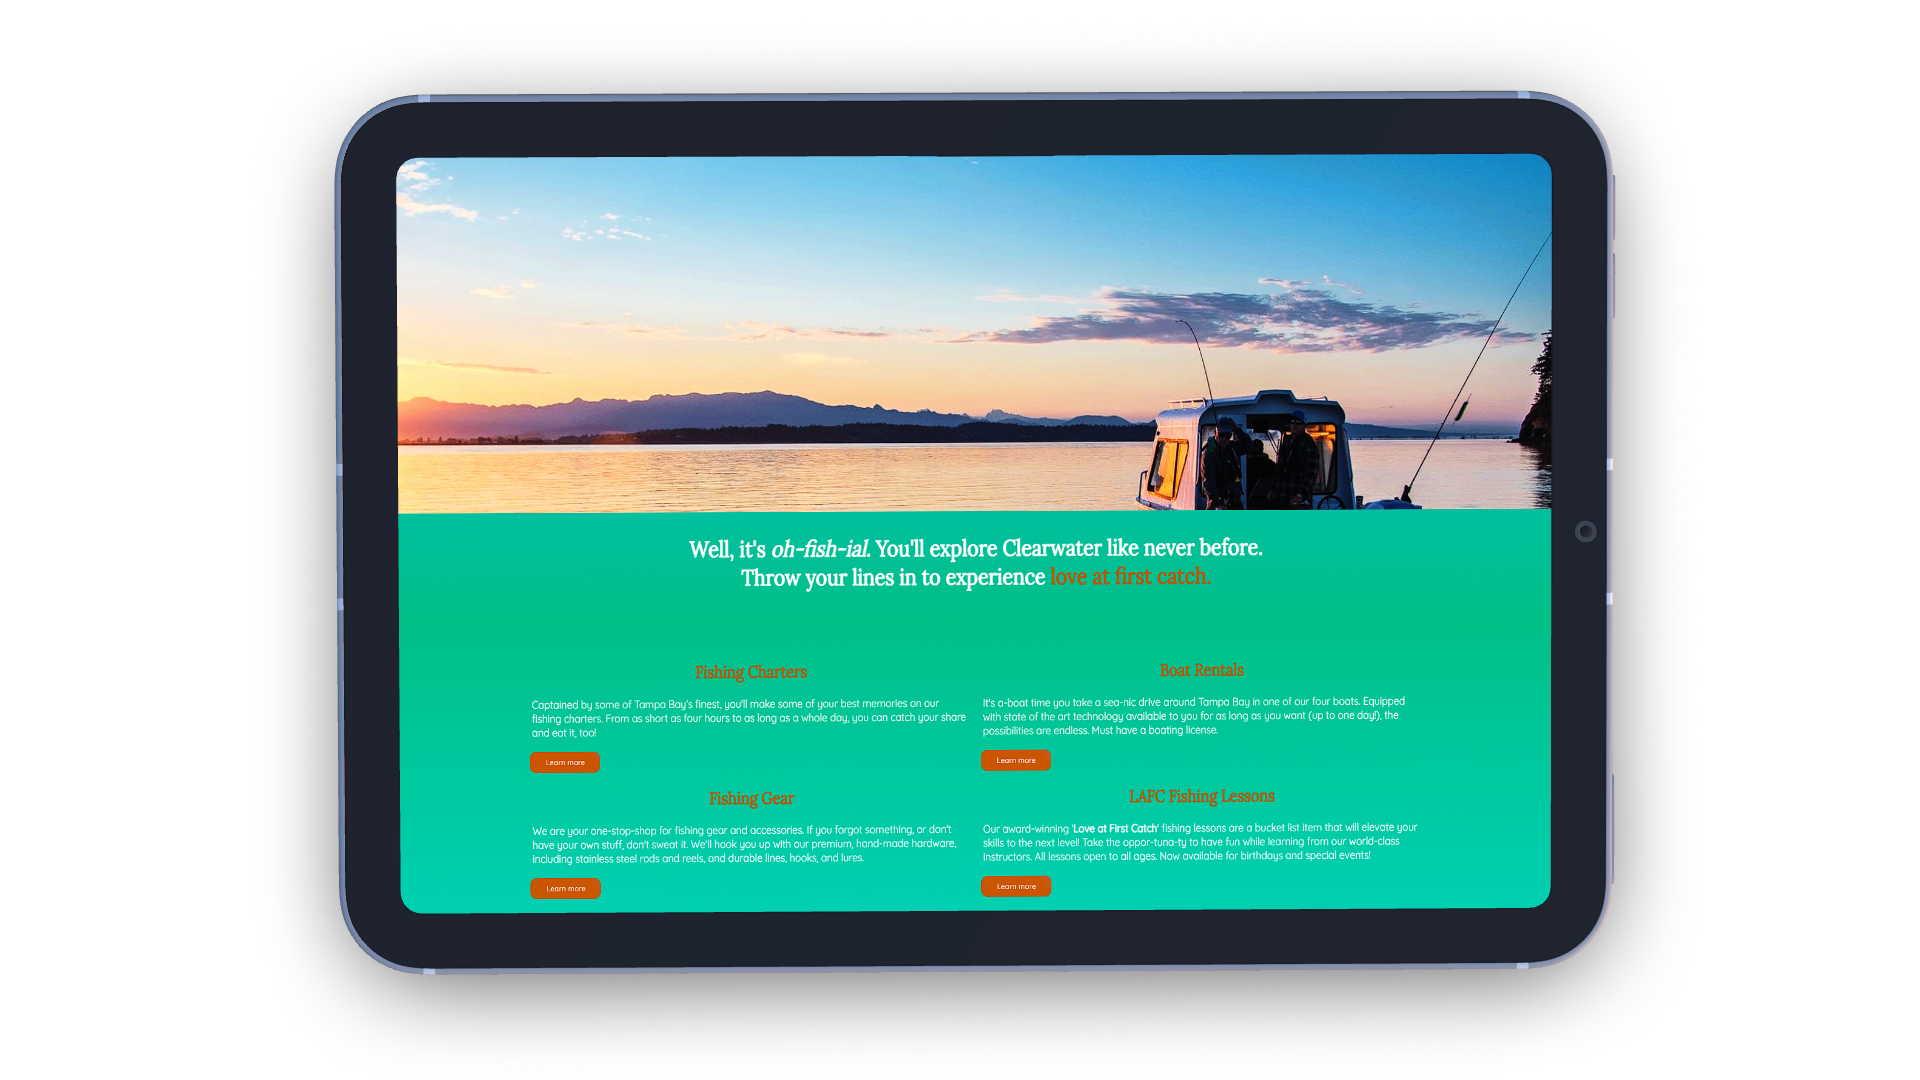 Well, it's oh-fish-ial. You'll explore Clearwater like never before.
Throw your lines in to experience love at first catch.
Fishing Charters
Captained by some of Tampa Bay's finest, you'll make some of your best memories on our
fishing charters. From as short as four hours to as long as a whole day, you can catch your share
and eat it, too!
Learn more
Boat Rentals
It's a-boat time you take a sea-nic drive around Tampa Bay in one of our four boats. Equipped
with state of the art technology available to you for as long as you want (up to one day!), the
possibilities are endless. Must have a boating license.
Learn more
Fishing Gear
We are your one-stop-shop for fishing gear and accessories. If you forgot something, or don't
have your own stuff, don't sweat it. We'll hook you up with our premium, hand-made hardware,
including stainless steel rods and reels, and durable lines, hooks, and lures.
Learn more
LAFC Fishing Lessons
Our award-winning 'Love at First Catch' fishing lessons are a bucket list item that will elevate your
skills to the next level! Take the oppor-tuna-ty to have fun while learning from our world-class
instructors. All lessons open to all ages. Now available for birthdays and special events!
Learn more